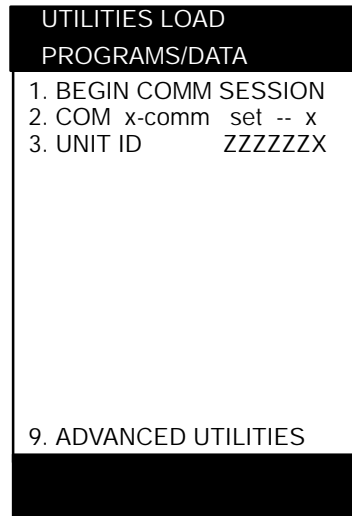 UTILITIES LOAD
PROGRAMS/DATA
1. BEGIN COMM SESSION
2. COM x-comm set -- x
3. UNIT ID ZZZZZZX
9. ADVANCED UTILITIES